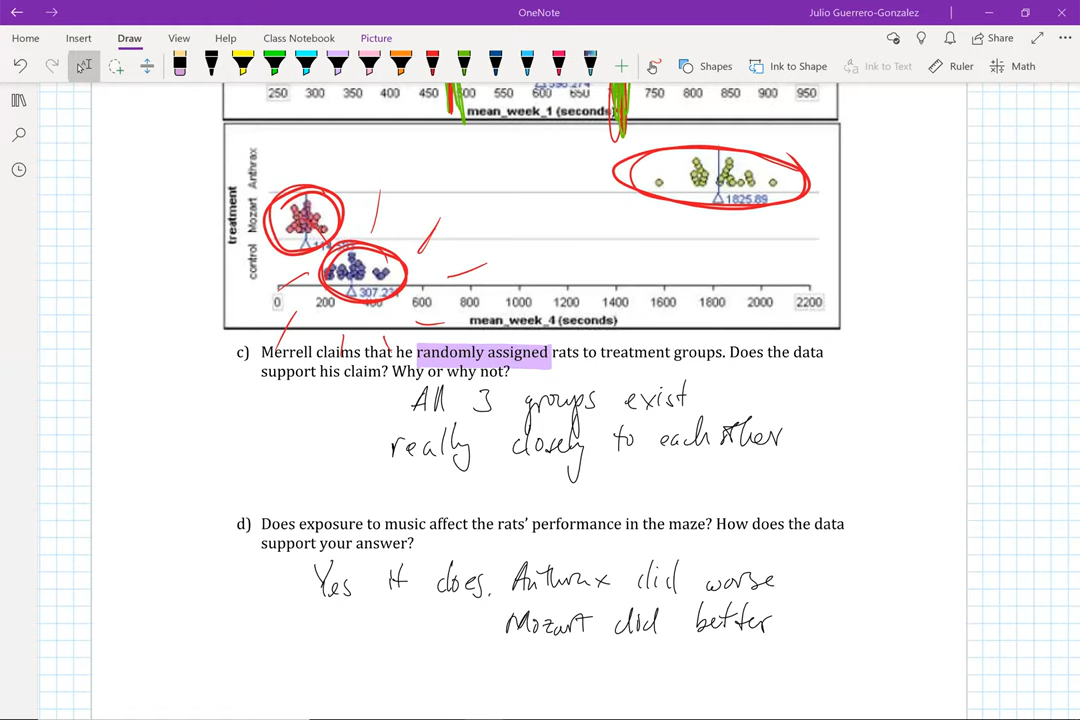 OneNote
Julio Guerrero-Gonzalez
Home Insert Draw View Help Class Notebook Picture
Share
Shapes Ink to Shape Ink to Text Ruler Math
250 300 350 400 450 500 550 600 650 750 800 850 900 950
mean_week_1 (seconds)
treatment
Anthrax
Mozart
control
1825.89
0 200 400 600 800 1000 1200 1400 1600 1800 2000 2200
mean_week_4 (seconds)
c) Merrell claims that he randomly assigned rats to treatment groups. Does the data
support his claim? Why or why not?
All 3 groups exist
really closely to each other
d) Does exposure to music affect the rats' performance in the maze? How does the data
support your answer?
Yes it does. Anthrax did worse
Mozart did better